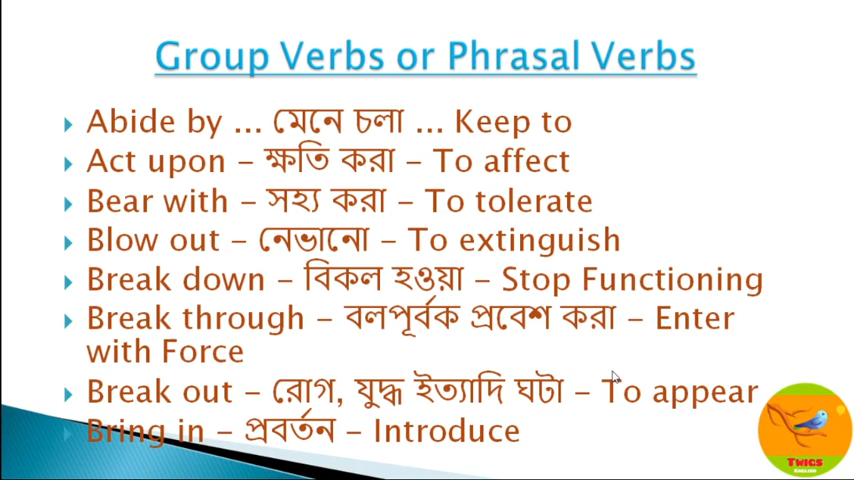 Group Verbs or Phrasal Verbs
Abide by ... মেনে চলা ... Keep to
Act upon – ক্ষতি করা – To affect
Bear with – সহ্য করা – To tolerate
Blow out – নেভানো – To extinguish
Break down – বিকল হওয়া – Stop Functioning
Break through – বলপূর্বক প্রবেশ করা – Enter
with Force
Break out – রোগ, যুদ্ধ ইত্যাদি ঘটা – To appear
Bring in – প্রবর্তন – Introduce
Twigs
English